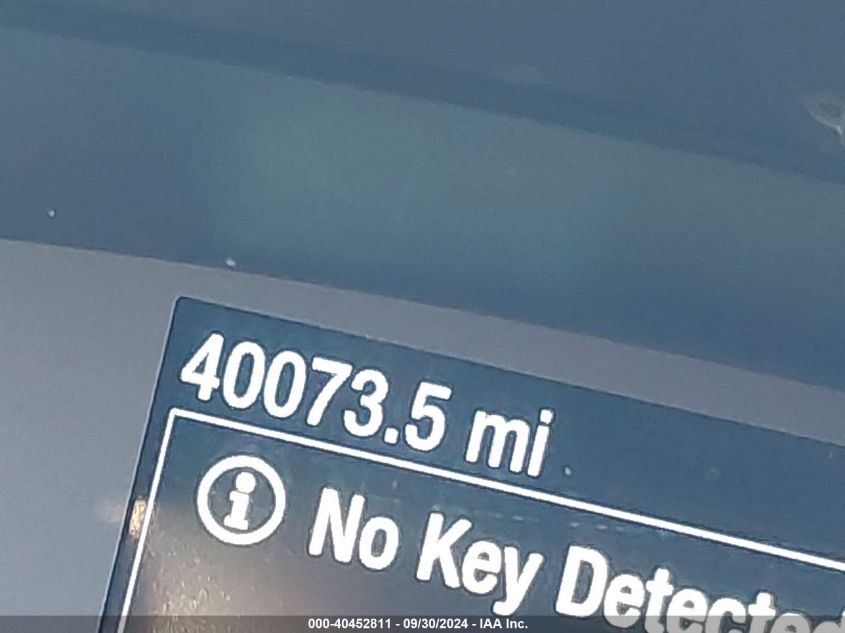 40073.5 mi
No Key Detected
000-40452811 - 09/30/2024 - IAA Inc.